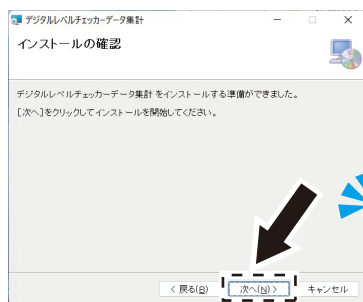 デジタルレベルチェッカーデータ集計
インストールの確認
デジタルレベルチェッカーデータ集計 をインストールする準備ができました。
[次へ]をクリックしてインストールを開始してください。
< 戻る(B)
次へ(N) >
キャンセル